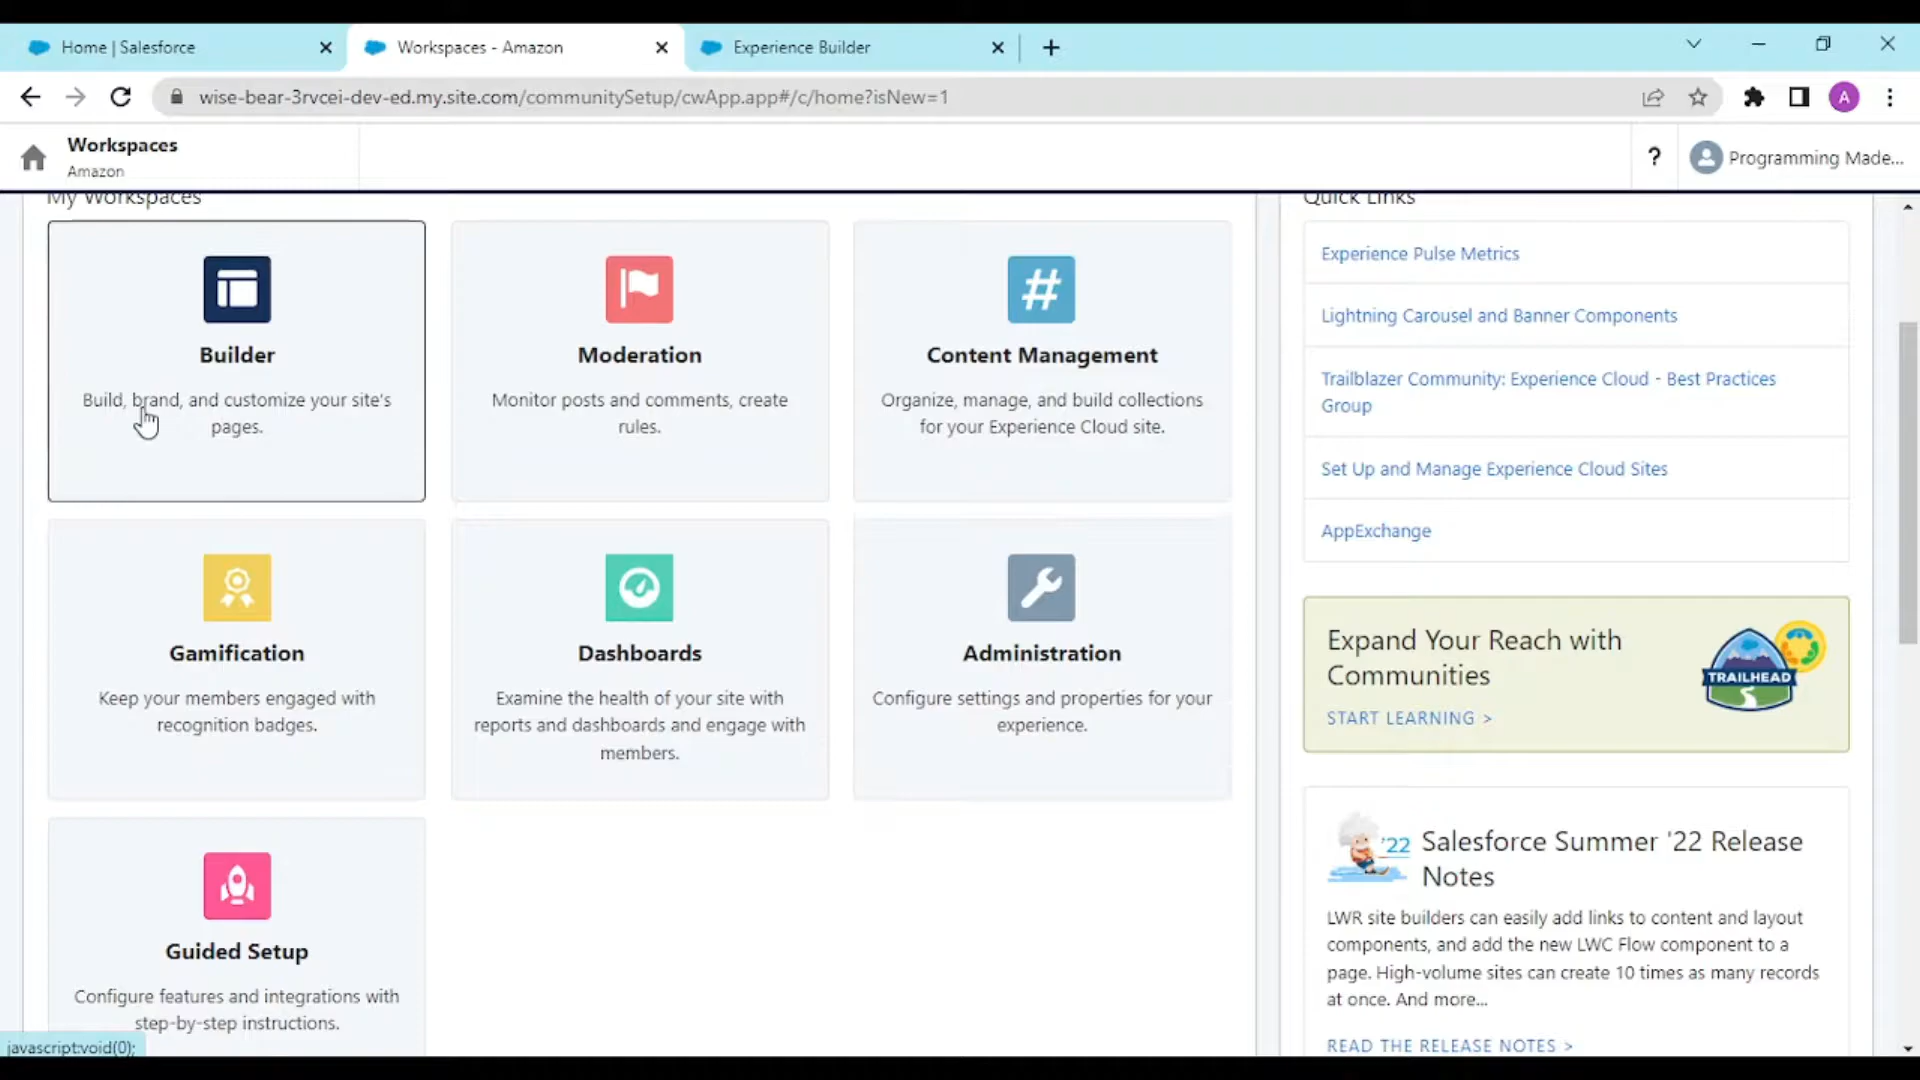 Home | Salesforce
Workspaces - Amazon
Experience Builder
wise-bear-3rvcei-dev-ed.my.site.com/communitySetup/cwApp.app#/c/home?isNew=1
A
Workspaces
Amazon
?
Programming Made...
My Workspaces
Builder
Build, brand, and customize your site's
pages.
Moderation
Monitor posts and comments, create
rules.
Content Management
Organize, manage, and build collections
for your Experience Cloud site.
Gamification
Keep your members engaged with
recognition badges.
Dashboards
Examine the health of your site with
reports and dashboards and engage with
members.
Administration
Configure settings and properties for your
experience.
Guided Setup
Configure features and integrations with
step-by-step instructions.
Quick Links
Experience Pulse Metrics
Lightning Carousel and Banner Components
Trailblazer Community: Experience Cloud - Best Practices
Group
Set Up and Manage Experience Cloud Sites
AppExchange
Expand Your Reach with
Communities
START LEARNING >
TRAILHEAD
'22
Salesforce Summer '22 Release
Notes
LWR site builders can easily add links to content and layout
components, and add the new LWC Flow component to a
page. High-volume sites can create 10 times as many records
at once. And more...
READ THE RELEASE NOTES >
javascript:void(0);